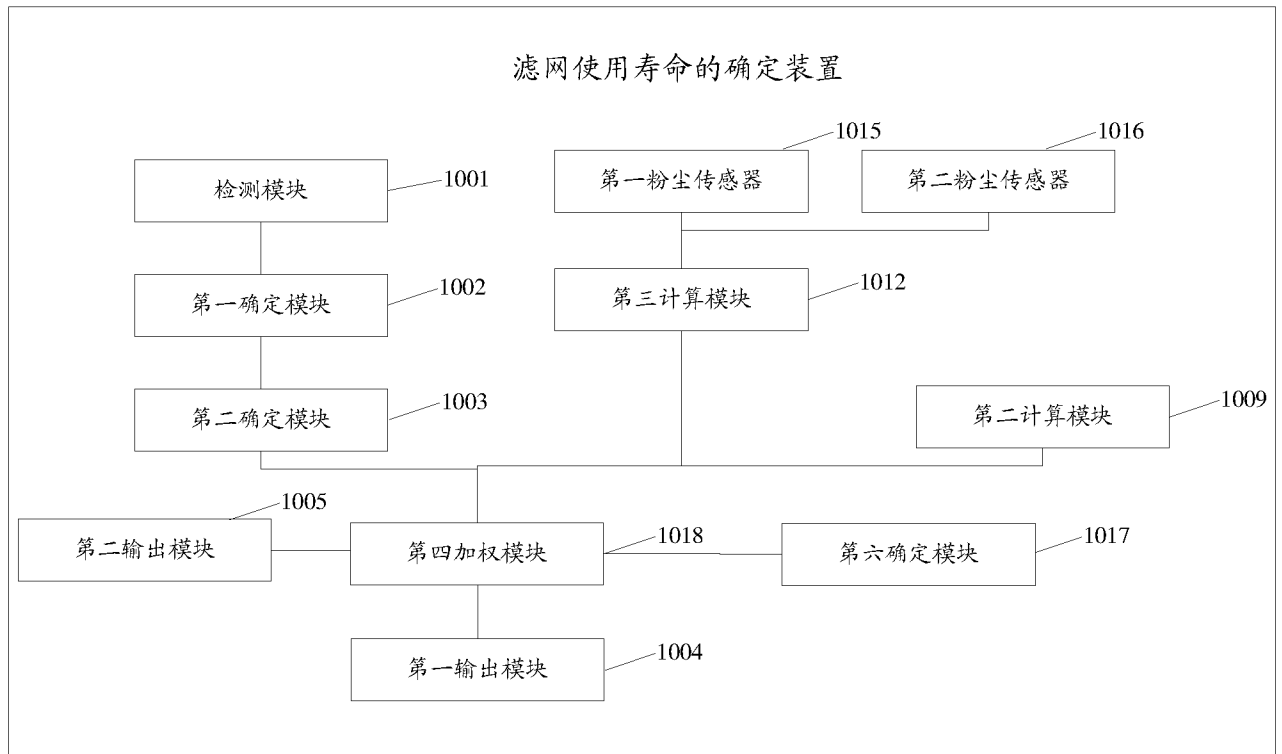 滤网使用寿命的确定装置
1015
1016
检测模块
1001
第一粉尘传感器
第二粉尘传感器
第一确定模块
1002
第三计算模块
1012
第二确定模块
1003
第二计算模块
1009
1005
第二输出模块
第四加权模块
1018
第六确定模块
1017
第一输出模块
1004